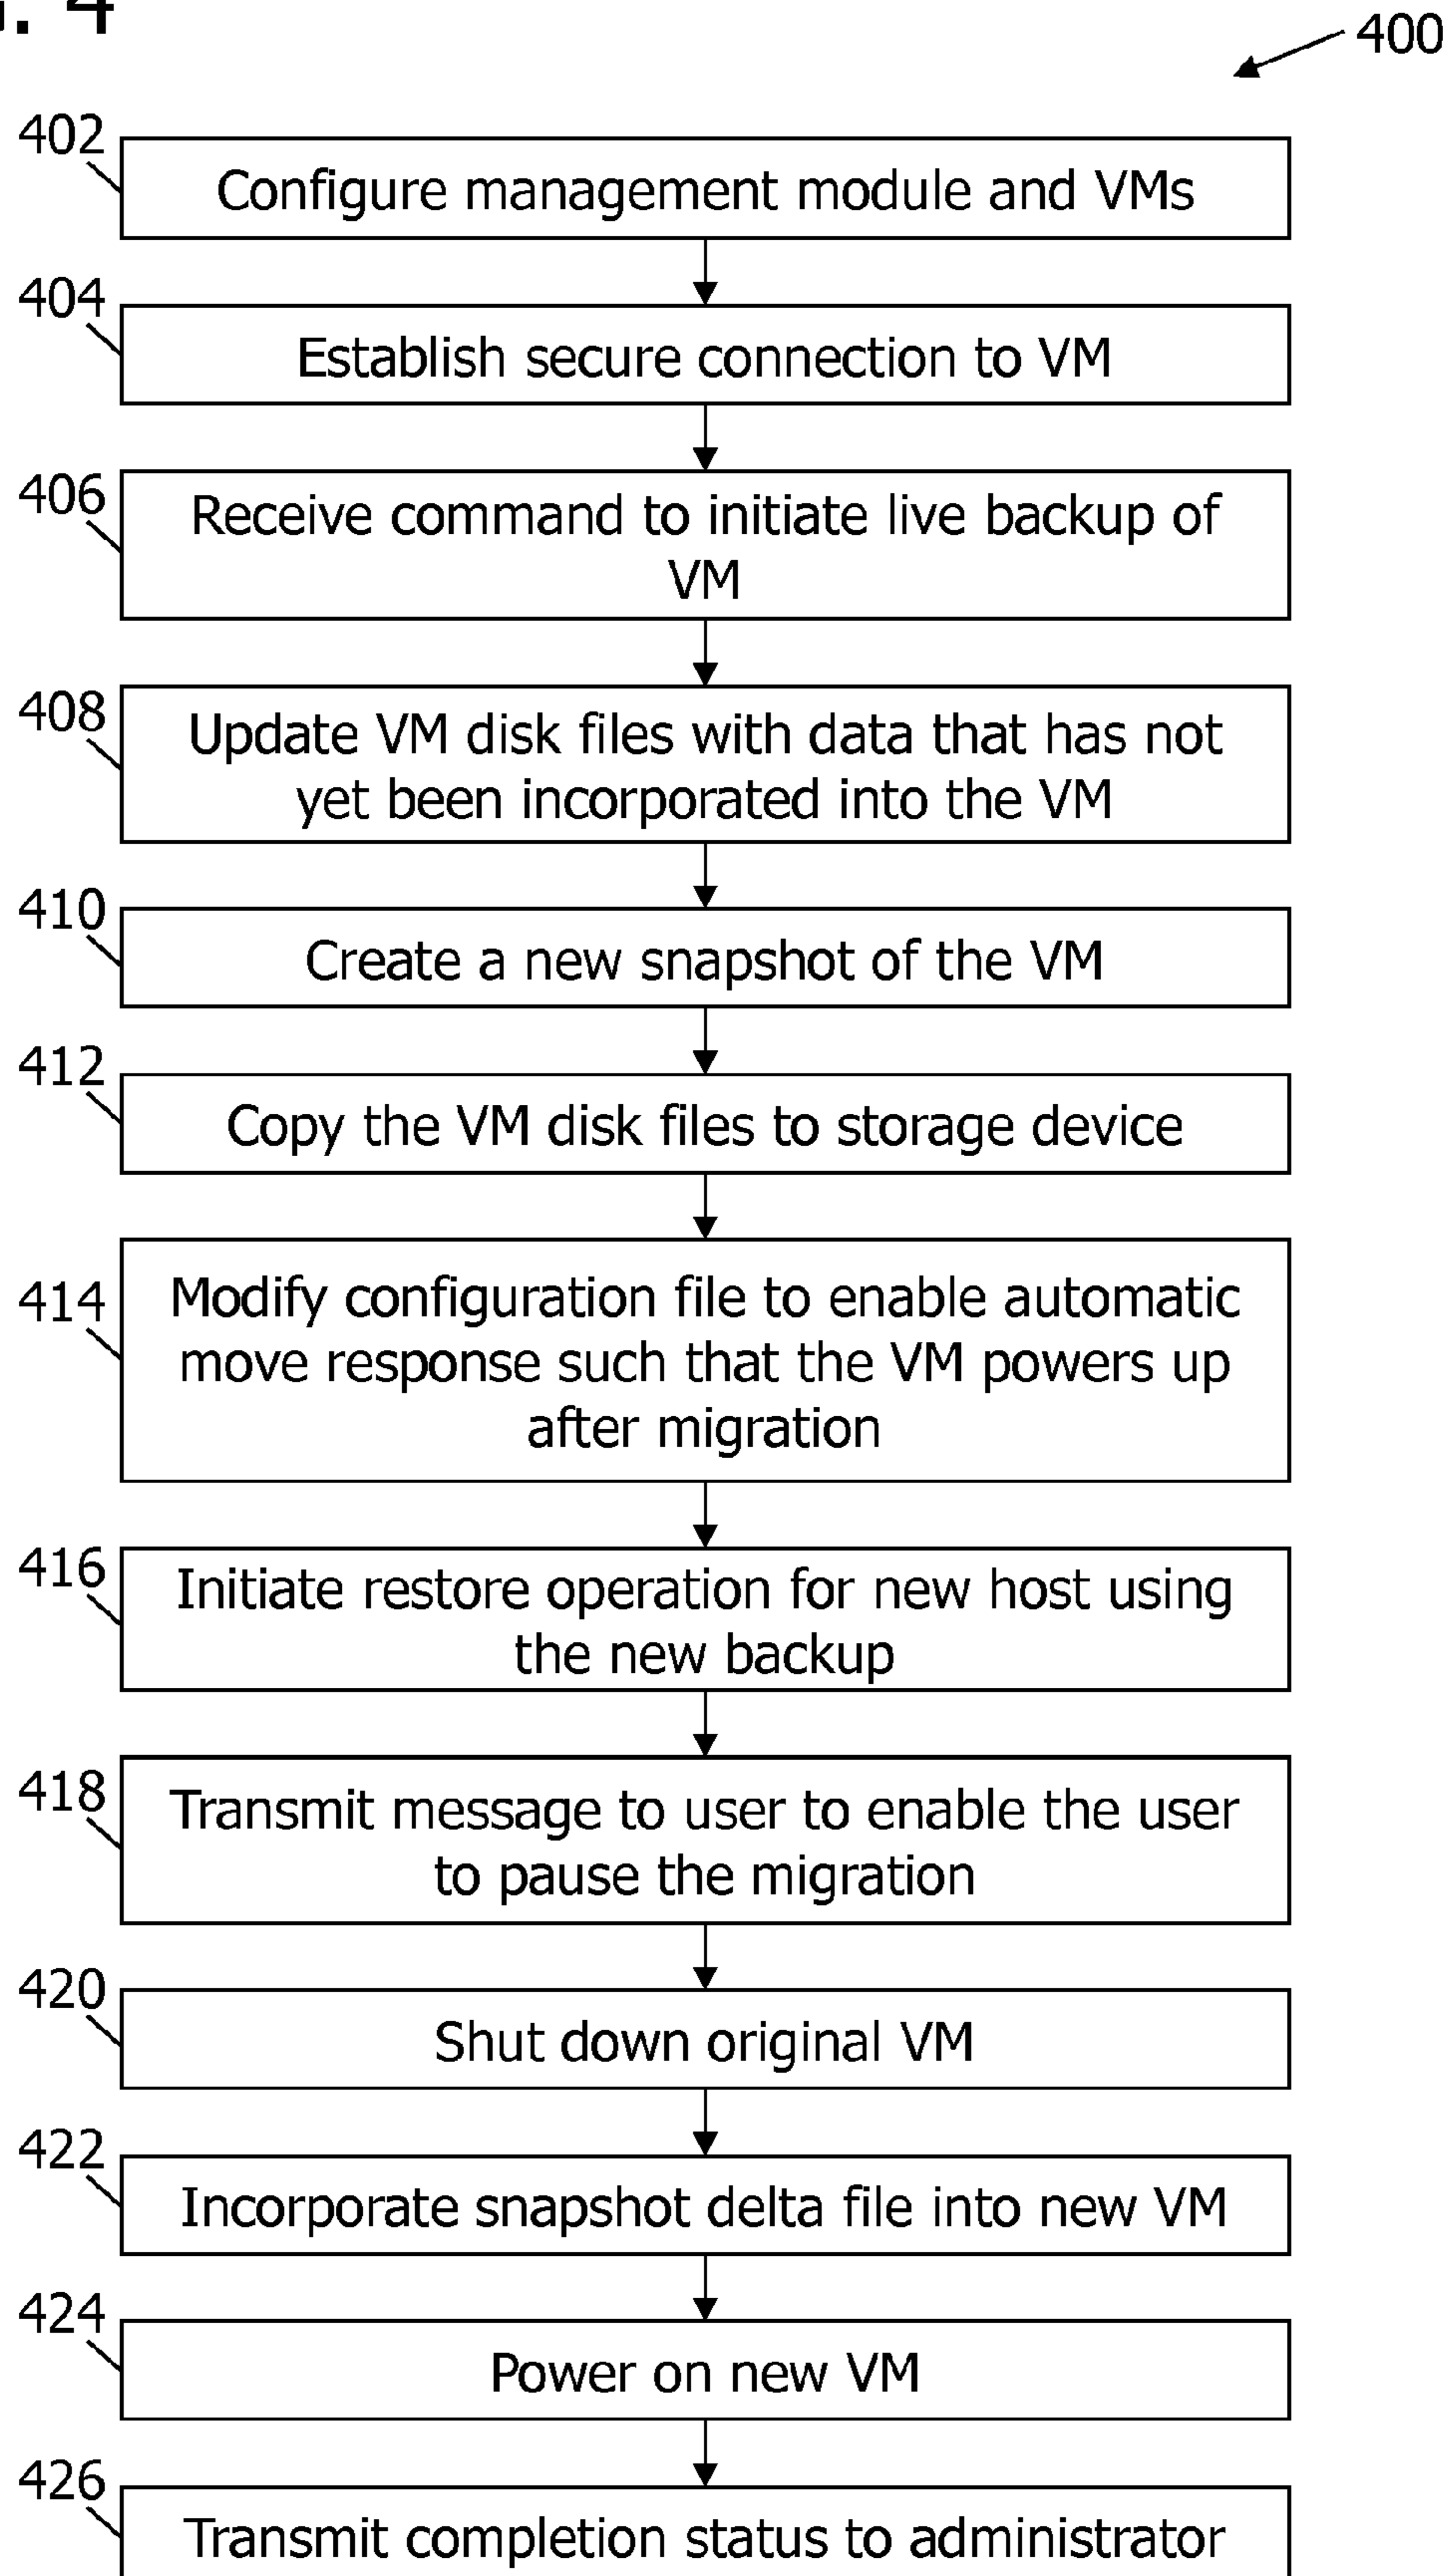 . 4
400
402
Configure management module and VMs
404
Establish secure connection to VM
406
Receive command to initiate live backup of
VM
408
Update VM disk files with data that has not
yet been incorporated into the VM
410
Create a new snapshot of the VM
412
Copy the VM disk files to storage device
414
Modify configuration file to enable automatic
move response such that the VM powers up
after migration
416
Initiate restore operation for new host using
the new backup
418
Transmit message to user to enable the user
to pause the migration
420
Shut down original VM
422
Incorporate snapshot delta file into new VM
424
Power on new VM
426
Transmit completion status to administrator